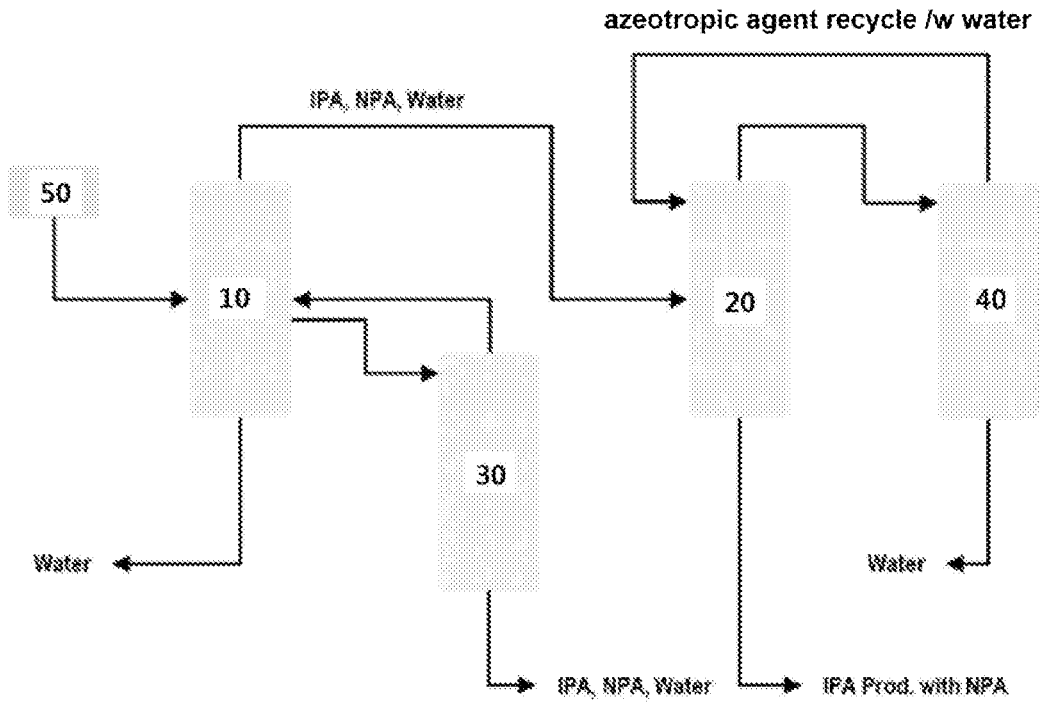 azeotropic agent recycle /w water
IPA, NPA, Water
50
10
20
40
30
Water
Water
IPA, NPA, Water
IPA Prod. with NPA